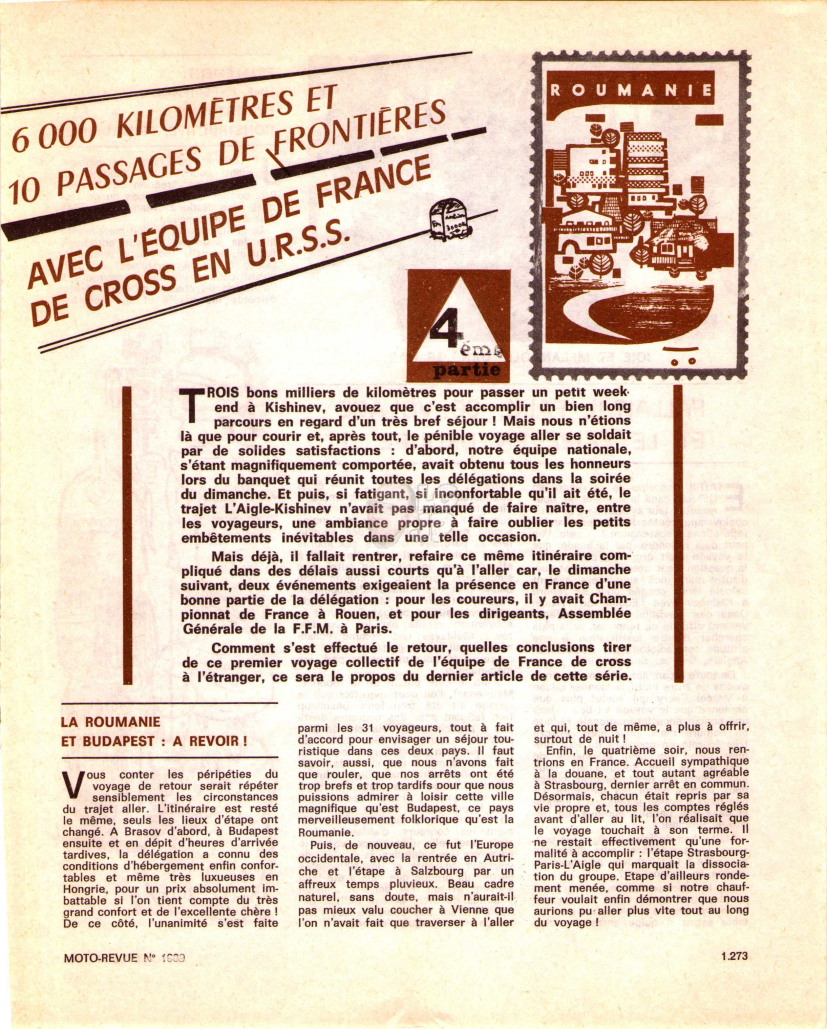 6 000 KILOMÈTRES ET
10 PASSAGES DE FRONTIÈRES
AVEC L'ÉQUIPE DE FRANCE
DE CROSS EN U.R.S.S.
ROUMANIE
4
ème
partie
TROIS bons milliers de kilomètres pour passer un petit week-
end à Kishinev, avouez que c'est accomplir un bien long
parcours en regard d'un très bref séjour ! Mais nous n'étions
là que pour courir et, après tout, le pénible voyage aller se soldait
par de solides satisfactions : d'abord, notre équipe nationale,
s'étant magnifiquement comportée, avait obtenu tous les honneurs
lors du banquet qui réunit toutes les délégations dans la soirée
du dimanche. Et puis, si fatigant, si inconfortable qu'il ait été, le
trajet L'Aigle-Kishinev n'avait pas manqué de faire naître, entre
les voyageurs, une ambiance propre à faire oublier les petits
embêtements inévitables dans une telle occasion.
Mais déjà, il fallait rentrer, refaire ce même itinéraire com-
pliqué dans des délais aussi courts qu'à l'aller car, le dimanche
suivant, deux événements exigeaient la présence en France d'une
bonne partie de la délégation : pour les coureurs, il y avait Cham-
pionnat de France à Rouen, et pour les dirigeants, Assemblée
Générale de la F.F.M. à Paris.
Comment s'est effectué le retour, quelles conclusions tirer
de ce premier voyage collectif de l'équipe de France de cross
à l'étranger, ce sera le propos du dernier article de cette série.
LA ROUMANIE
ET BUDAPEST : A REVOIR !
Vous conter les péripéties du
voyage de retour serait répéter
sensiblement les circonstances
du trajet aller. L'itinéraire est resté
le même, seuls les lieux d'étape ont
changé. A Brasov d'abord, à Budapest
ensuite et en dépit d'heures d'arrivée
tardives, la délégation a connu des
conditions d'hébergement enfin confor-
tables et même très luxueuses en
Hongrie, pour un prix absolument im-
battable si l'on tient compte du très
grand confort et de l'excellente chère !
De ce côté, l'unanimité s'est faite
parmi les 31 voyageurs, tout à fait
d'accord pour envisager un séjour tou-
ristique dans ces deux pays. Il faut
savoir, aussi, que nous n'avons fait
que rouler, que nos arrêts ont été
trop brefs et trop tardifs pour que nous
puissions admirer à loisir cette ville
magnifique qu'est Budapest, ce pays
merveilleusement folklorique qu'est la
Roumanie.
Puis, de nouveau, ce fut l'Europe
occidentale, avec la rentrée en Autri-
che et l'étape à Salzbourg par un
affreux temps pluvieux. Beau cadre
naturel, sans doute, mais n'aurait-il
pas mieux valu coucher à Vienne que
l'on n'avait fait que traverser à l'aller
et qui, tout de même, a plus à offrir,
surtout de nuit !
Enfin, le quatrième soir, nous ren-
trions en France. Accueil sympathique
à la douane, et tout autant agréable
à Strasbourg, dernier arrêt en commun.
Désormais, chacun était repris par sa
vie propre et, tous les comptes réglés
avant d'aller au lit, l'on réalisait que
le voyage touchait à son terme. Il
ne restait effectivement qu'une for-
malité à accomplir : l'étape Strasbourg-
Paris-L'Aigle qui marquait la dissocia-
tion du groupe. Etape d'ailleurs ronde-
ment menée, comme si notre chauf-
feur voulait enfin démontrer que nous
aurions pu aller plus vite tout au long
du voyage !
MOTO-REVUE N°
1.273